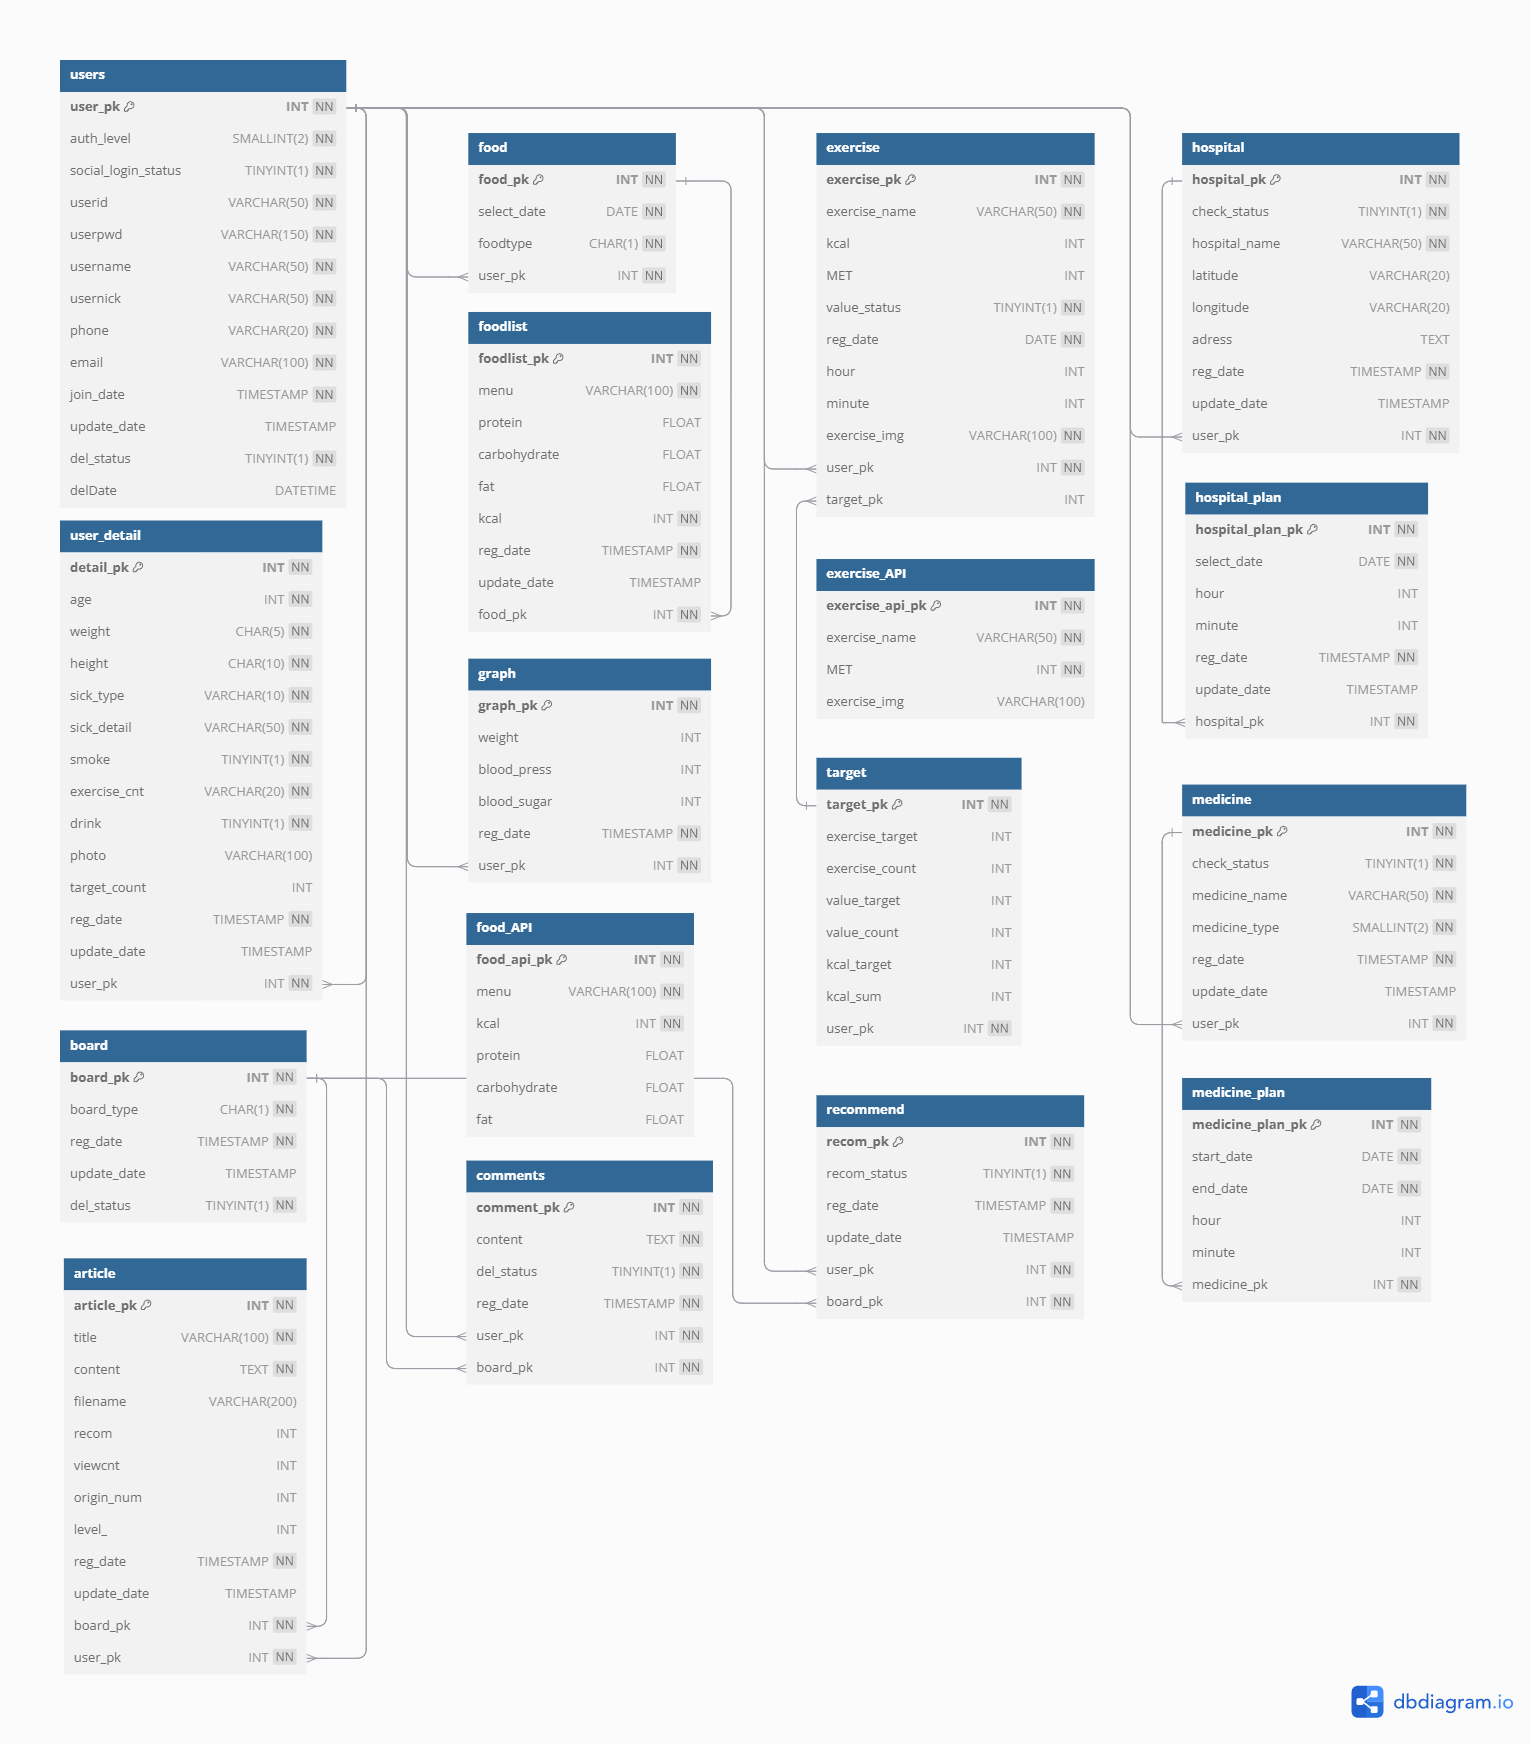 users
user_pk INT NN
auth_level SMALLINT(2) NN
social_login_status TINYINT(1) NN
userid VARCHAR(50) NN
userpwd VARCHAR(150) NN
username VARCHAR(50) NN
usernick VARCHAR(50) NN
phone VARCHAR(20) NN
email VARCHAR(100) NN
join_date TIMESTAMP NN
update_date TIMESTAMP
del_status TINYINT(1) NN
delDate DATETIME
user_detail
detail_pk INT NN
age INT NN
weight CHAR(5) NN
height CHAR(10) NN
sick_type VARCHAR(10) NN
sick_detail VARCHAR(50) NN
smoke TINYINT(1) NN
exercise_cnt VARCHAR(20) NN
drink TINYINT(1) NN
photo VARCHAR(100)
target_count INT
reg_date TIMESTAMP NN
update_date TIMESTAMP
user_pk INT NN
board
board_pk INT NN
board_type CHAR(1) NN
reg_date TIMESTAMP NN
update_date TIMESTAMP
del_status TINYINT(1) NN
article
article_pk INT NN
title VARCHAR(100) NN
content TEXT NN
filename VARCHAR(200)
recom INT
viewcnt INT
origin_num INT
level_ INT
reg_date TIMESTAMP NN
update_date TIMESTAMP
board_pk INT NN
user_pk INT NN
food
food_pk INT NN
select_date DATE NN
foodtype CHAR(1) NN
user_pk INT NN
foodlist
foodlist_pk INT NN
menu VARCHAR(100) NN
protein FLOAT
carbohydrate FLOAT
fat FLOAT
kcal INT NN
reg_date TIMESTAMP NN
update_date TIMESTAMP
food_pk INT NN
graph
graph_pk INT NN
weight INT
blood_press INT
blood_sugar INT
reg_date TIMESTAMP NN
user_pk INT NN
food_API
food_api_pk INT NN
menu VARCHAR(100) NN
kcal INT NN
protein FLOAT
carbohydrate FLOAT
fat FLOAT
comments
comment_pk INT NN
content TEXT NN
del_status TINYINT(1) NN
reg_date TIMESTAMP NN
user_pk INT NN
board_pk INT NN
exercise
exercise_pk INT NN
exercise_name VARCHAR(50) NN
kcal INT
MET INT
value_status TINYINT(1) NN
reg_date DATE NN
hour INT
minute INT
exercise_img VARCHAR(100) NN
user_pk INT NN
target_pk INT
exercise_API
exercise_api_pk INT NN
exercise_name VARCHAR(50) NN
MET INT NN
exercise_img VARCHAR(100)
target
target_pk INT NN
exercise_target INT
exercise_count INT
value_target INT
value_count INT
kcal_target INT
kcal_sum INT
user_pk INT NN
recommend
recom_pk INT NN
recom_status TINYINT(1) NN
reg_date TIMESTAMP NN
update_date TIMESTAMP
user_pk INT NN
board_pk INT NN
hospital
hospital_pk INT NN
check_status TINYINT(1) NN
hospital_name VARCHAR(50) NN
latitude VARCHAR(20)
longitude VARCHAR(20)
adress TEXT
reg_date TIMESTAMP NN
update_date TIMESTAMP
user_pk INT NN
hospital_plan
hospital_plan_pk INT NN
select_date DATE NN
hour INT
minute INT
reg_date TIMESTAMP NN
update_date TIMESTAMP
hospital_pk INT NN
medicine
medicine_pk INT NN
check_status TINYINT(1) NN
medicine_name VARCHAR(50) NN
medicine_type SMALLINT(2) NN
reg_date TIMESTAMP NN
update_date TIMESTAMP
user_pk INT NN
medicine_plan
medicine_plan_pk INT NN
start_date DATE NN
end_date DATE NN
hour INT
minute INT
medicine_pk INT NN
dbdiagram.io